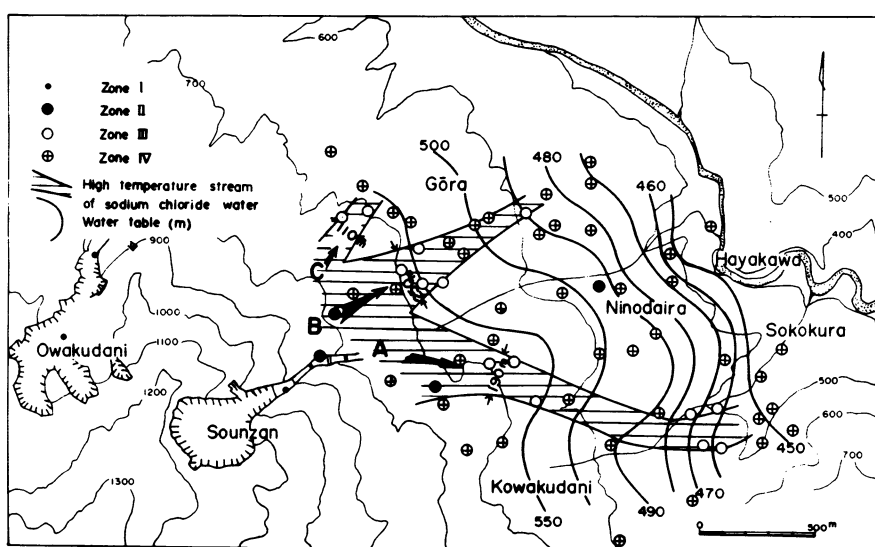 600
700
Zone I
Zone II
Zone III
Zone IV
High temperature stream
of sodium chloride water
Water table (m)
500
480
Gōra
460
500
400
900
Hayakawa
C
1000
B
Ninodaira
Sokokura
A
Owakudani
1100
1200
500
600
Sounzan
450
700
Kowakudani
1300
470
550
490
500m